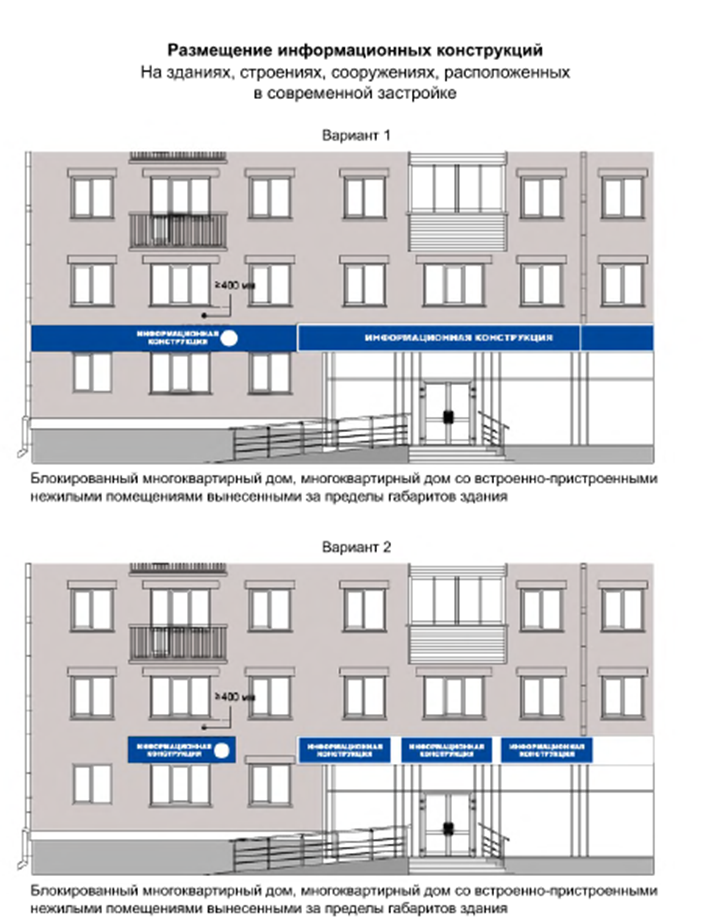 Размещение информационных конструкций
На зданиях, строениях, сооружениях, расположенных
в современной застройке
Вариант 1
≥400 мм
ИНФОРМАЦИОННАЯ
КОНСТРУКЦИЯ
ИНФОРМАЦИОННАЯ КОНСТРУКЦИЯ
Блокированный многоквартирный дом, многоквартирный дом со встроенно-пристроенными
нежилыми помещениями вынесенными за пределы габаритов здания
Вариант 2
≥400 мм
ИНФОРМАЦИОННАЯ
КОНСТРУКЦИЯ
ИНФОРМАЦИОННАЯ
КОНСТРУКЦИЯ
ИНФОРМАЦИОННАЯ
КОНСТРУКЦИЯ
ИНФОРМАЦИОННАЯ
КОНСТРУКЦИЯ
Блокированный многоквартирный дом, многоквартирный дом со встроенно-пристроенными
нежилыми помещениями вынесенными за пределы габаритов здания